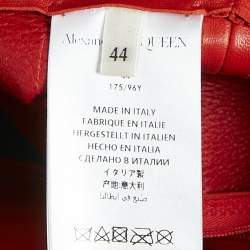 Alexander McQUEEN
44
175/96Y
MADE IN ITALY
FABRIQUE EN ITALIE
HERGESTELLT IN ITALIEN
HECHO EN ITALIA
СДЕЛАНО В ИТАЛИИ
イタリア製
产地:意大利
صنع في إيطاليا